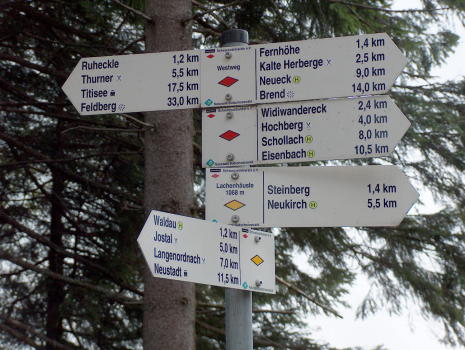 Ruheckle 1,2 km
Thurner 5,5 km
Titisee 17,5 km
Feldberg 33,0 km
Westweg
Fernhöhe 1,4 km
Kalte Herberge 2,5 km
Neueck H 9,0 km
Brend 14,0 km
Widiwandereck 2,4 km
Hochberg 4,0 km
Schollach H 8,0 km
Eisenbach H 10,5 km
Lachenhäusle
1068 m
Steinberg 1,4 km
Neukirch H 5,5 km
Waldau H 1,2 km
Jostal 5,0 km
Langenordnach 7,0 km
Neustadt 11,5 km